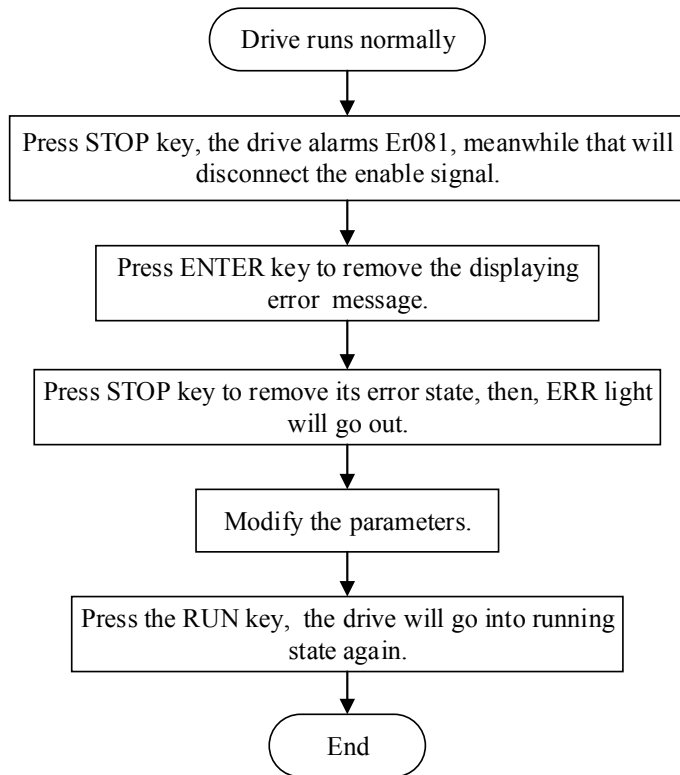 Drive runs normally
Press STOP key, the drive alarms Er081, meanwhile that will
disconnect the enable signal.
Press ENTER key to remove the displaying
error message.
Press STOP key to remove its error state, then, ERR light
will go out.
Modify the parameters.
Press the RUN key, the drive will go into running
state again.
End